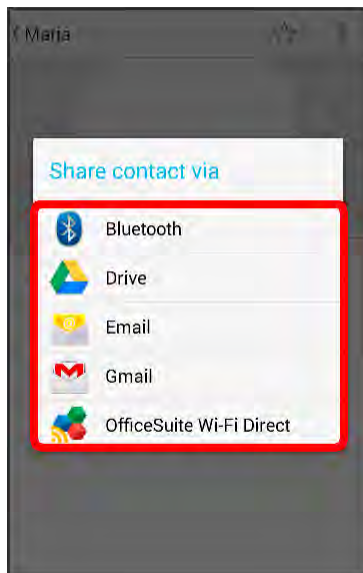 Maria
Share contact via
Bluetooth
Drive
Email
Gmail
OfficeSuite Wi-Fi Direct